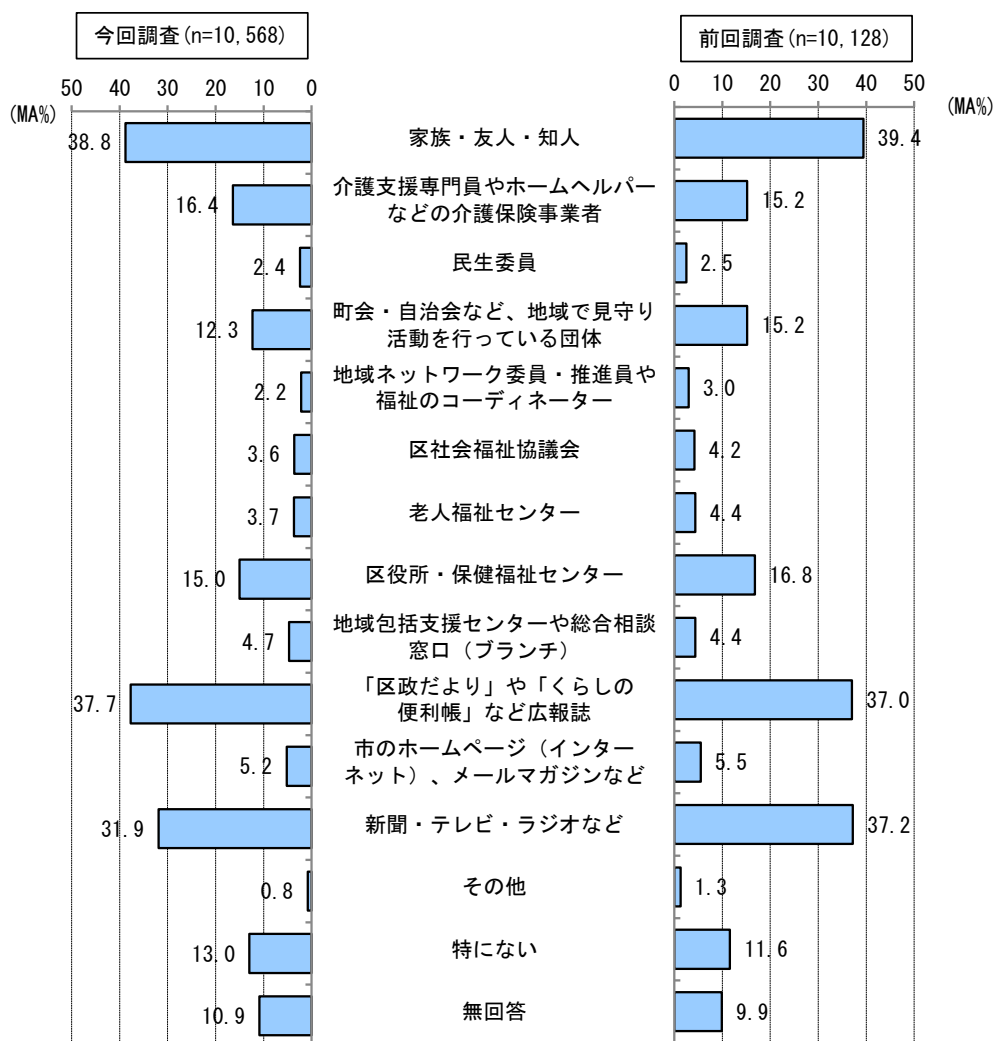 今回調査(n=10,568)
前回調査(n=10,128)
50 40 30 20 10 0
0 10 20 30 40 50
(MA%)
(MA%)
38.8 家族・友人・知人 39.4
介護支援専門員やホームヘルパー
などの介護保険事業者
16.4 15.2
2.4 民生委員 2.5
町会・自治会など、地域で見守り
活動を行っている団体
12.3 15.2
地域ネットワーク委員・推進員や
福祉のコーディネーター
2.2 3.0
3.6 区社会福祉協議会 4.2
3.7 老人福祉センター 4.4
15.0 区役所・保健福祉センター 16.8
地域包括支援センターや総合相談
窓口（ブランチ）
4.7 4.4
「区政だより」や「くらしの
便利帳」など広報誌
37.7 37.0
市のホームページ（インター
ネット）、メールマガジンなど
5.2 5.5
31.9 新聞・テレビ・ラジオなど 37.2
0.8 その他 1.3
13.0 特にない 11.6
10.9 無回答 9.9